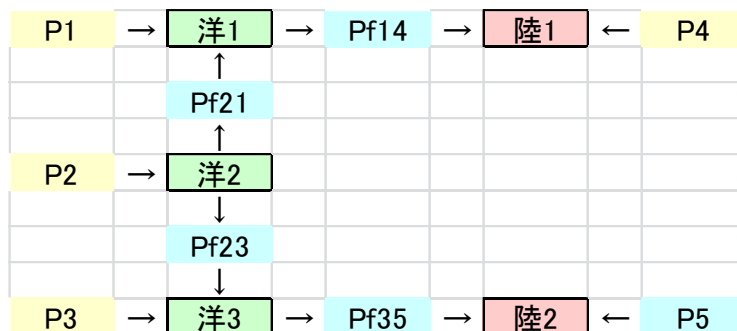 P1 → 洋1 → Pf14 → 陸1 ← P4
↑
Pf21
↑
P2 → 洋2
↓
Pf23
↓
P3 → 洋3 → Pf35 → 陸2 ← P5